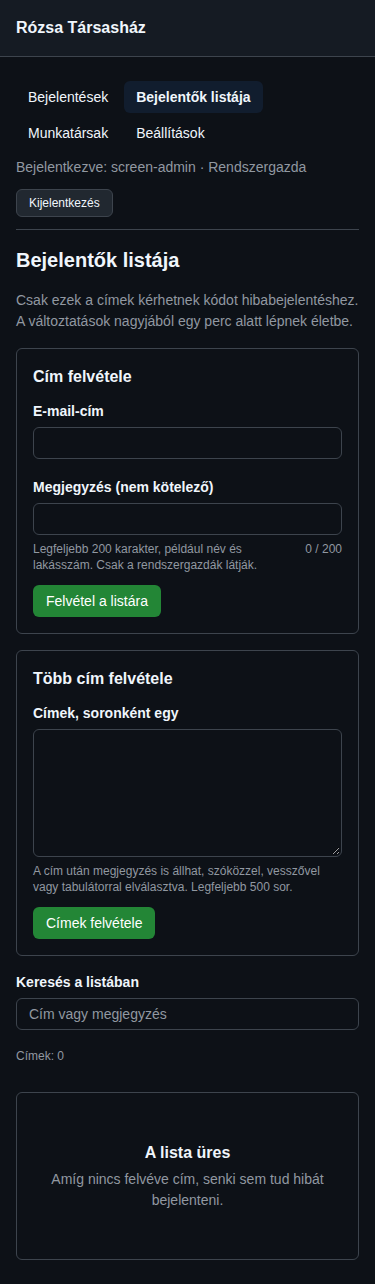 Rózsa Társasház
Bejelentések
Bejelentők listája
Munkatársak
Beállítások
Bejelentkezve: screen-admin · Rendszergazda
Kijelentkezés
Bejelentők listája
Csak ezek a címek kérhetnek kódot hibabejelentéshez.
A változtatások nagyjából egy perc alatt lépnek életbe.
Cím felvétele
E-mail-cím
Megjegyzés (nem kötelező)
Legfeljebb 200 karakter, például név és
lakásszám. Csak a rendszergazdák látják.
0 / 200
Felvétel a listára
Több cím felvétele
Címek, soronként egy
A cím után megjegyzés is állhat, szóközzel, vesszővel
vagy tabulátorral elválasztva. Legfeljebb 500 sor.
Címek felvétele
Keresés a listában
Cím vagy megjegyzés
Címek: 0
A lista üres
Amíg nincs felvéve cím, senki sem tud hibát
bejelenteni.